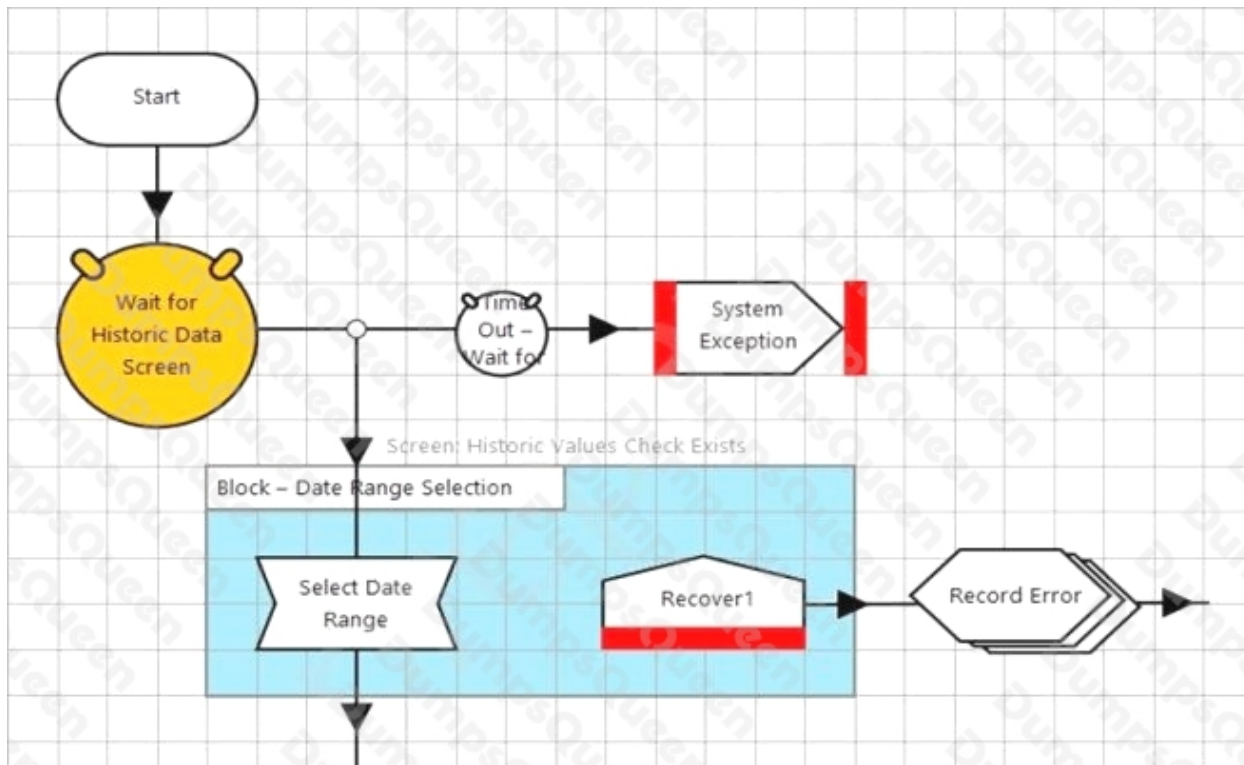 Start
Wait for
Historic Data
Screen
Time
Out –
Wait for
System
Exception
Screen: Historic Values Check Exists
Block – Date Range Selection
Select Date
Range
Recover1
Record Error
DumpsQueen